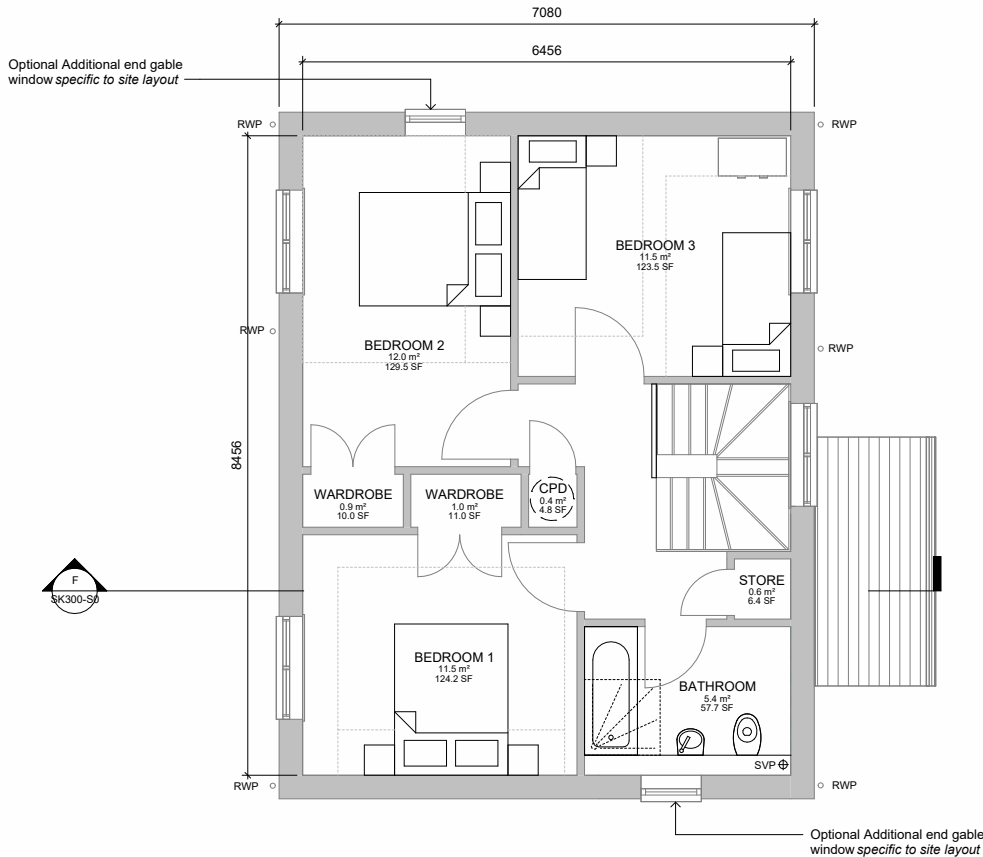 7080
6456
Optional Additional end gable
window specific to site layout
RWP
RWP
BEDROOM 3
11.5 m²
123.5 SF
RWP
BEDROOM 2
12.0 m²
129.5 SF
RWP
8456
WARDROBE
0.9 m²
10.0 SF
WARDROBE
1.0 m²
11.0 SF
CPD
0.4 m²
4.8 SF
F
SK300-S0
STORE
0.6 m²
6.4 SF
BEDROOM 1
11.5 m²
124.2 SF
BATHROOM
5.4 m²
57.7 SF
SVP
RWP
RWP
Optional Additional end gable
window specific to site layout